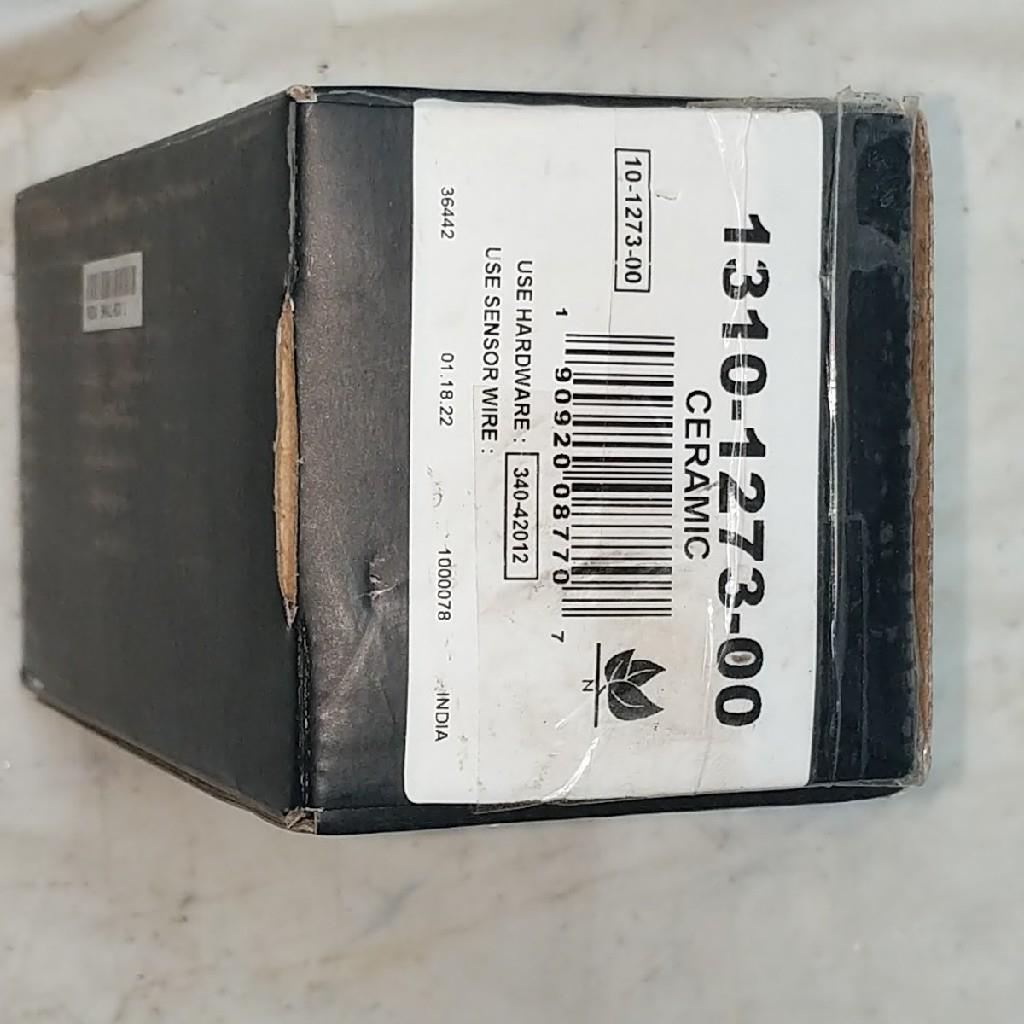 1310-1273-00
CERAMIC
10-1273-00
1 90920 08770 7
N
USE HARDWARE : 340-42012
USE SENSOR WIRE :
36442 01.18.22 1000078 INDIA